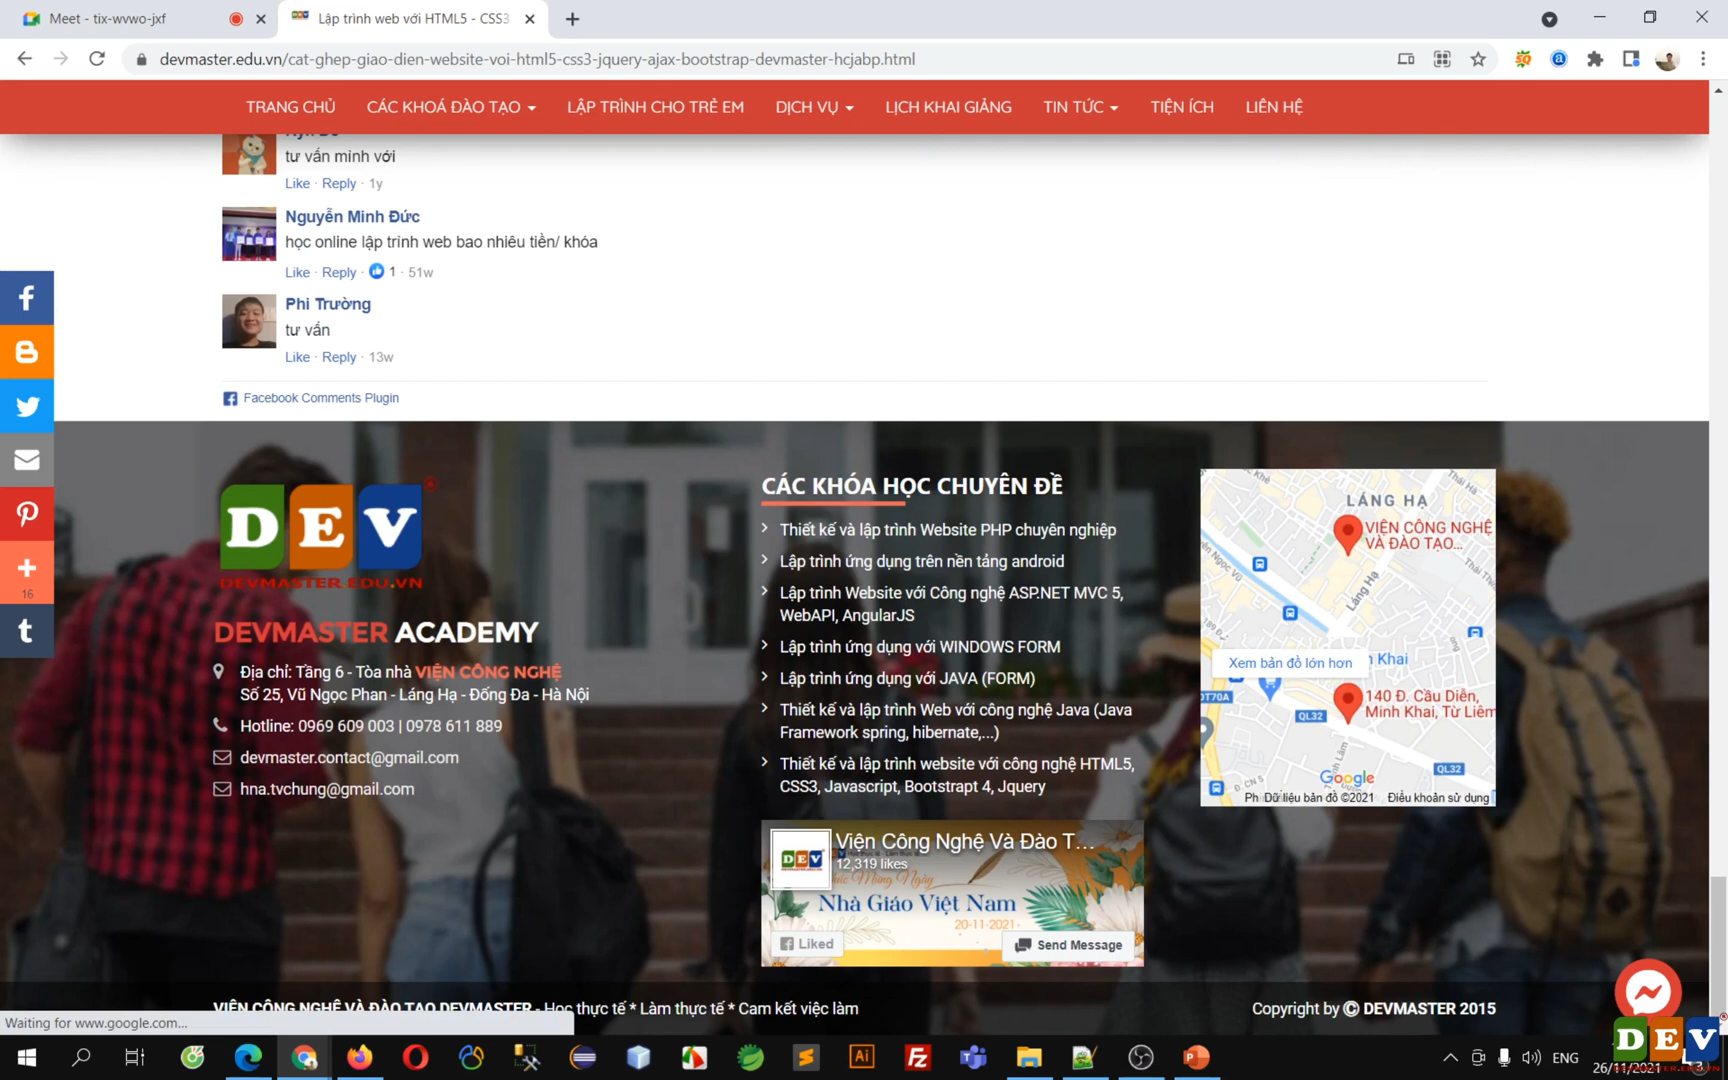 Meet - tix-wvwo-jxf
Lập trình web với HTML5 - CSS3
devmaster.edu.vn/cat-ghep-giao-dien-website-voi-html5-css3-jquery-ajax-bootstrap-devmaster-hcjabp.html
TRANG CHỦ CÁC KHOÁ ĐÀO TẠO LẬP TRÌNH CHO TRẺ EM DỊCH VỤ LỊCH KHAI GIẢNG TIN TỨC TIỆN ÍCH LIÊN HỆ
tư vấn minh với
Like · Reply · 1y
Nguyễn Minh Đức
học online lập trình web bao nhiêu tiền/ khóa
Like · Reply · 1 · 51w
Phi Trường
tư vấn
Like · Reply · 13w
Facebook Comments Plugin
16
DEV
DEVMASTER.EDU.VN
DEVMASTER ACADEMY
Địa chỉ: Tầng 6 - Tòa nhà VIỆN CÔNG NGHỆ
Số 25, Vũ Ngọc Phan - Láng Hạ - Đống Đa - Hà Nội
Hotline: 0969 609 003 | 0978 611 889
devmaster.contact@gmail.com
hna.tvchung@gmail.com
CÁC KHÓA HỌC CHUYÊN ĐỀ
Thiết kế và lập trình Website PHP chuyên nghiệp
Lập trình ứng dụng trên nền tảng android
Lập trình Website với Công nghệ ASP.NET MVC 5,
WebAPI, AngularJS
Lập trình ứng dụng với WINDOWS FORM
Lập trình ứng dụng với JAVA (FORM)
Thiết kế và lập trình Web với công nghệ Java (Java
Framework spring, hibernate,...)
Thiết kế và lập trình website với công nghệ HTML5,
CSS3, Javascript, Bootstrapt 4, Jquery
Viện Công Nghệ Và Đào T...
12,319 likes
DEV
Mừng Ngày
Nhà Giáo Việt Nam
20-11-2021
Liked
Send Message
LÁNG HẠ
VIỆN CÔNG NGHỆ
VÀ ĐÀO TẠO...
Láng Hạ
Xem bản đồ lớn hơn
Khai
140 Đ. Cầu Diễn,
Minh Khai, Từ Liêm
QL32
QL32
Google
Dữ liệu bản đồ ©2021 Điều khoản sử dụng
VIỆN CÔNG NGHỆ VÀ ĐÀO TẠO DEVMASTER - Học thực tế * Làm thực tế * Cam kết việc làm
Copyright by © DEVMASTER 2015
Waiting for www.google.com...
ENG
26/11/2021
DEV
DEVMASTER.EDU.VN